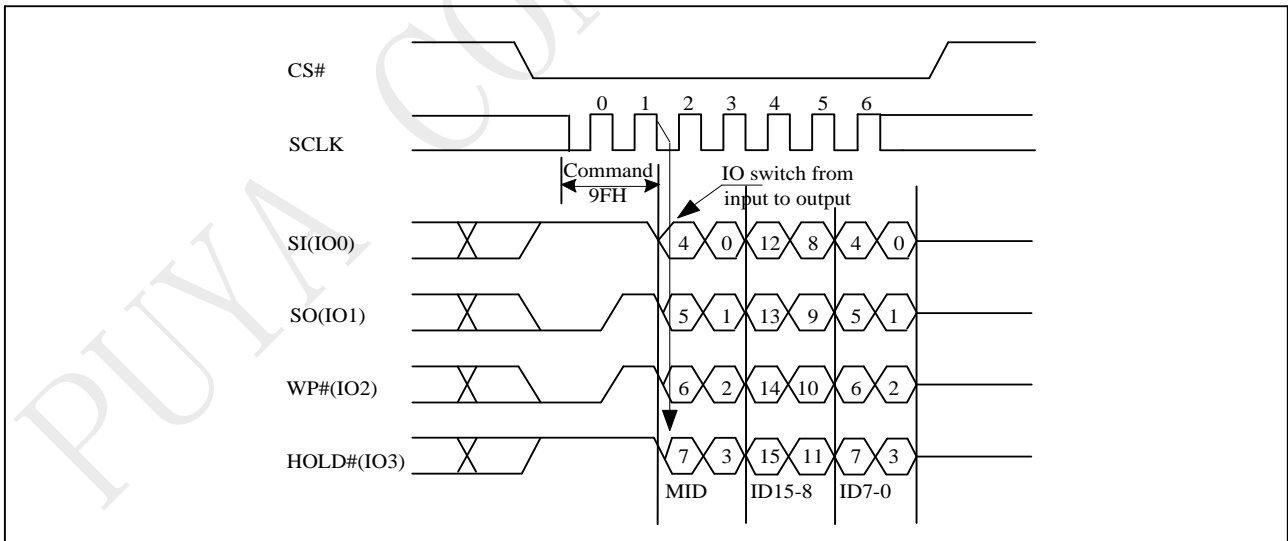 PUYA CON
CS#
0 1 2 3 4 5 6
SCLK
Command
9FH
IO switch from
input to output
SI(IO0) 4 0 12 8 4 0
SO(IO1) 5 1 13 9 5 1
WP#(IO2) 6 2 14 10 6 2
HOLD#(IO3) 7 3 15 11 7 3
MID ID15-8 ID7-0